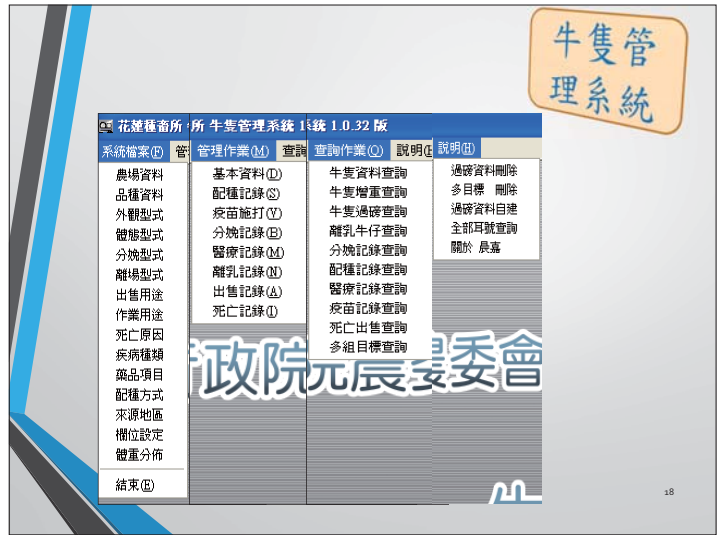 牛隻管
理系統
花蓮種畜所 牛隻管理系統 1.0.32 版
系統檔案(F)
農場資料
品種資料
外觀型式
體態型式
分娩型式
離場型式
出售用途
作業用途
死亡原因
疾病種類
藥品項目
配種方式
來源地區
欄位設定
體重分佈
結束(E)
管理作業(M) 查詢
基本資料(D)
配種記錄(S)
疫苗施打(V)
分娩記錄(B)
醫療記錄(M)
離乳記錄(N)
出售記錄(A)
死亡記錄(I)
查詢作業(Q) 說明(H
牛隻資料查詢
牛隻增重查詢
牛隻過磅查詢
離乳牛仔查詢
分娩記錄查詢
配種記錄查詢
醫療記錄查詢
疫苗記錄查詢
死亡出售查詢
多組目標查詢
說明(H)
過磅資料刪除
多目標 刪除
過磅資料自建
全部耳號查詢
關於 晨嘉
政院農委會
18